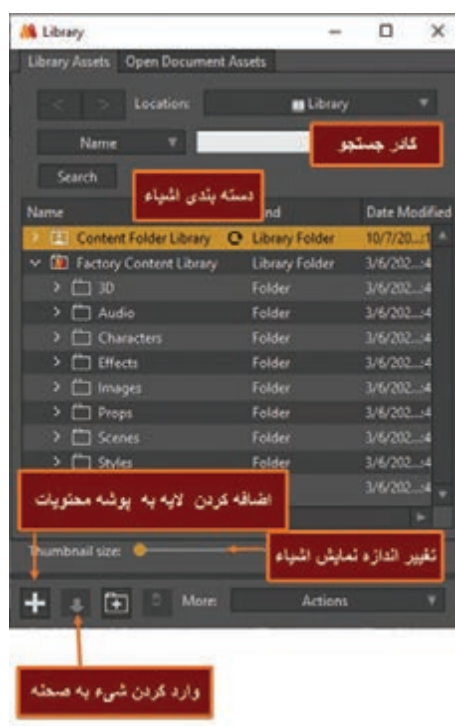 Library
Library Assets Open Document Assets
< > Location: Library
Name
کادر جستجو
Search
دسته بندی اشیاء
Name Date Modified
Content Folder Library Library Folder 10/7/20...:1
Factory Content Library Library Folder 3/6/202...:4
3D Folder 3/6/202...:4
Audio Folder 3/6/202...:4
Characters Folder 3/6/202...:4
Effects Folder 3/6/202...:4
Images Folder 3/6/202...:4
Props Folder 3/6/202...:4
Scenes Folder 3/6/202...:4
Styles Folder 3/6/202...:4
3/6/202...:4
اضافه کردن لایه به پوشه محتویات
Thumbnail size:
تغییر اندازه نمایش اشیاء
More: Actions
وارد کردن شیء به صحنه